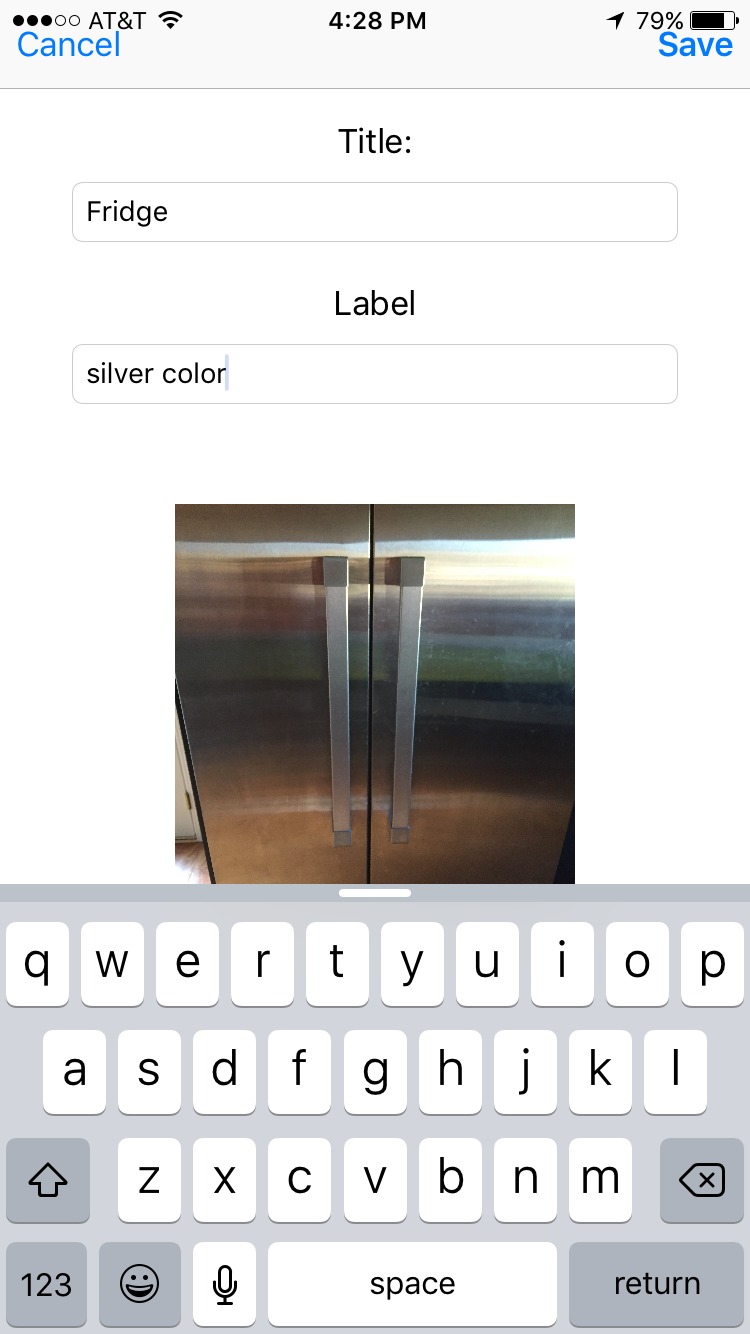 AT&T 4:28 PM 79%
Cancel Save
Title:
Fridge
Label
silver color
q w e r t y u i o p
a s d f g h j k l
z x c v b n m
123 space return